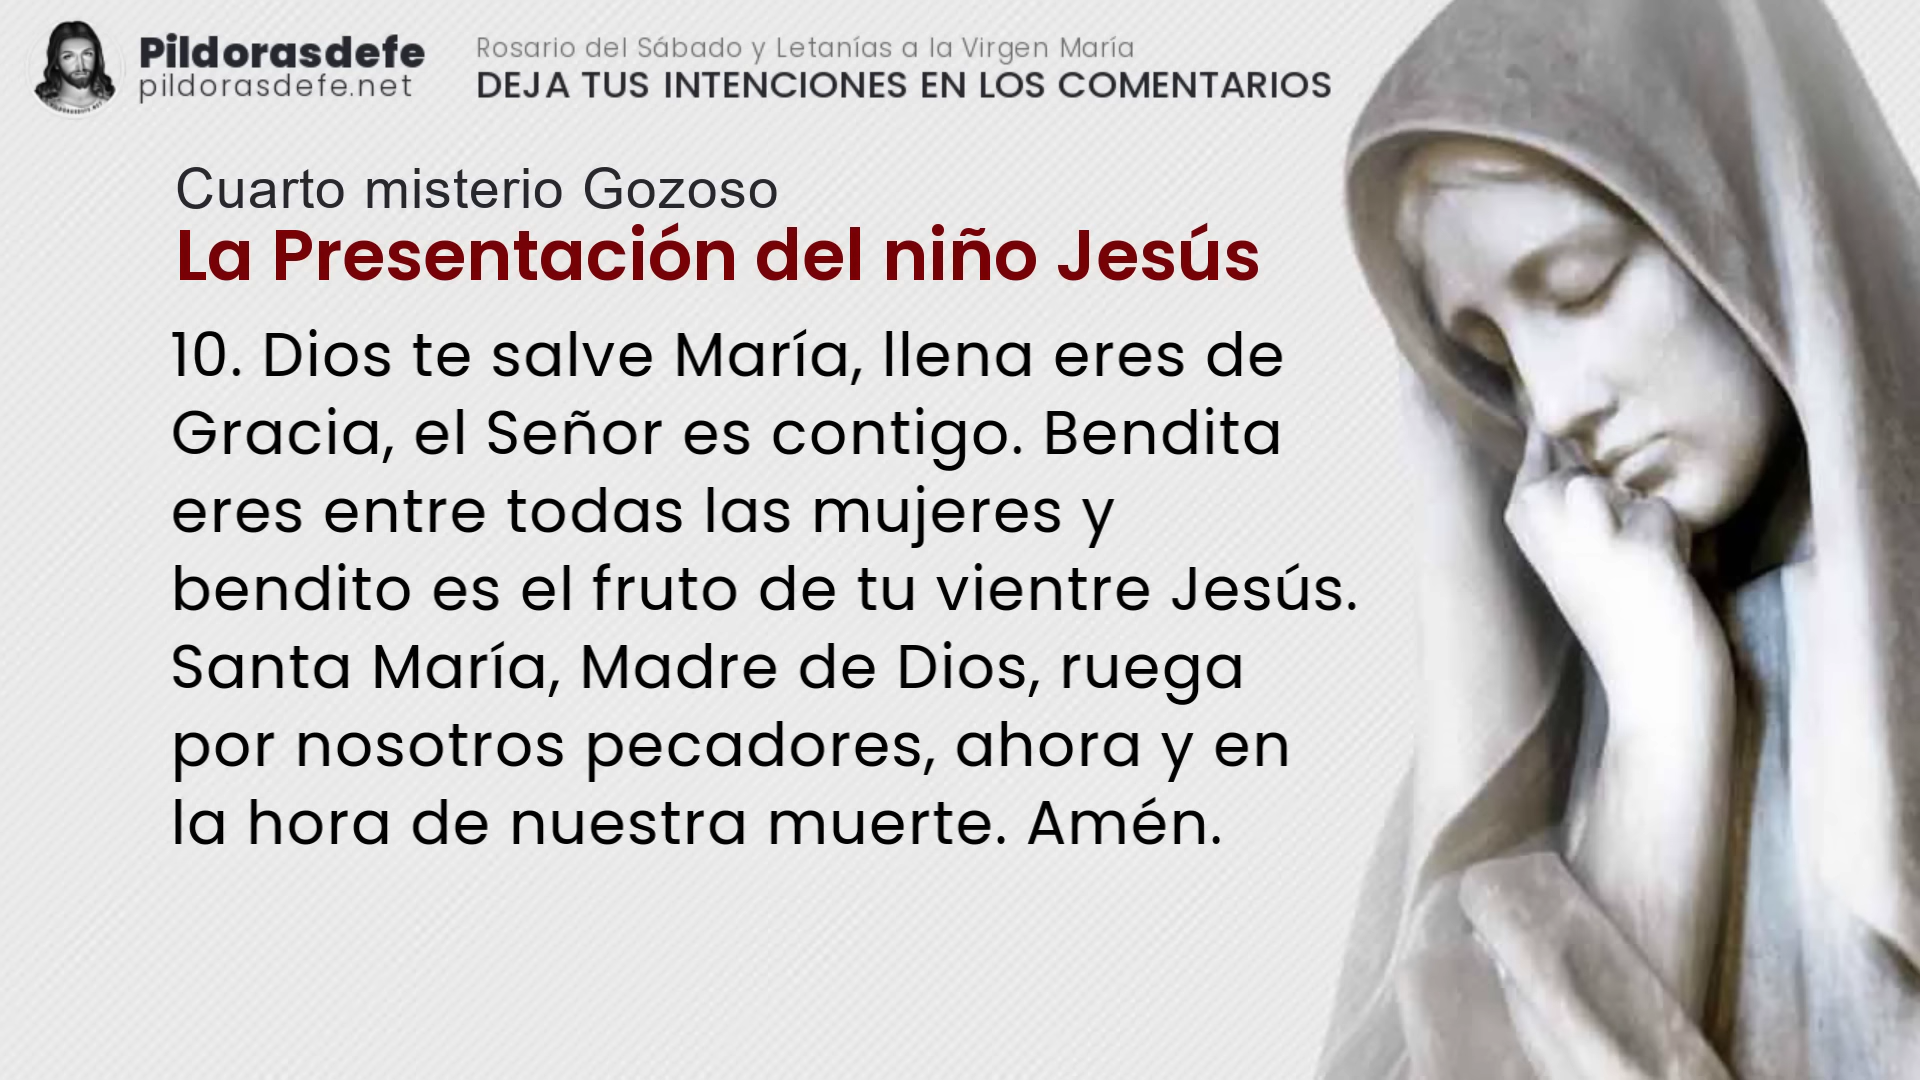 Pildorasdefe
pildorasdefe.net
Rosario del Sábado y Letanías a la Virgen María
DEJA TUS INTENCIONES EN LOS COMENTARIOS
Cuarto misterio Gozoso
La Presentación del niño Jesús
10. Dios te salve María, llena eres de
Gracia, el Señor es contigo. Bendita
eres entre todas las mujeres y
bendito es el fruto de tu vientre Jesús.
Santa María, Madre de Dios, ruega
por nosotros pecadores, ahora y en
la hora de nuestra muerte. Amén.